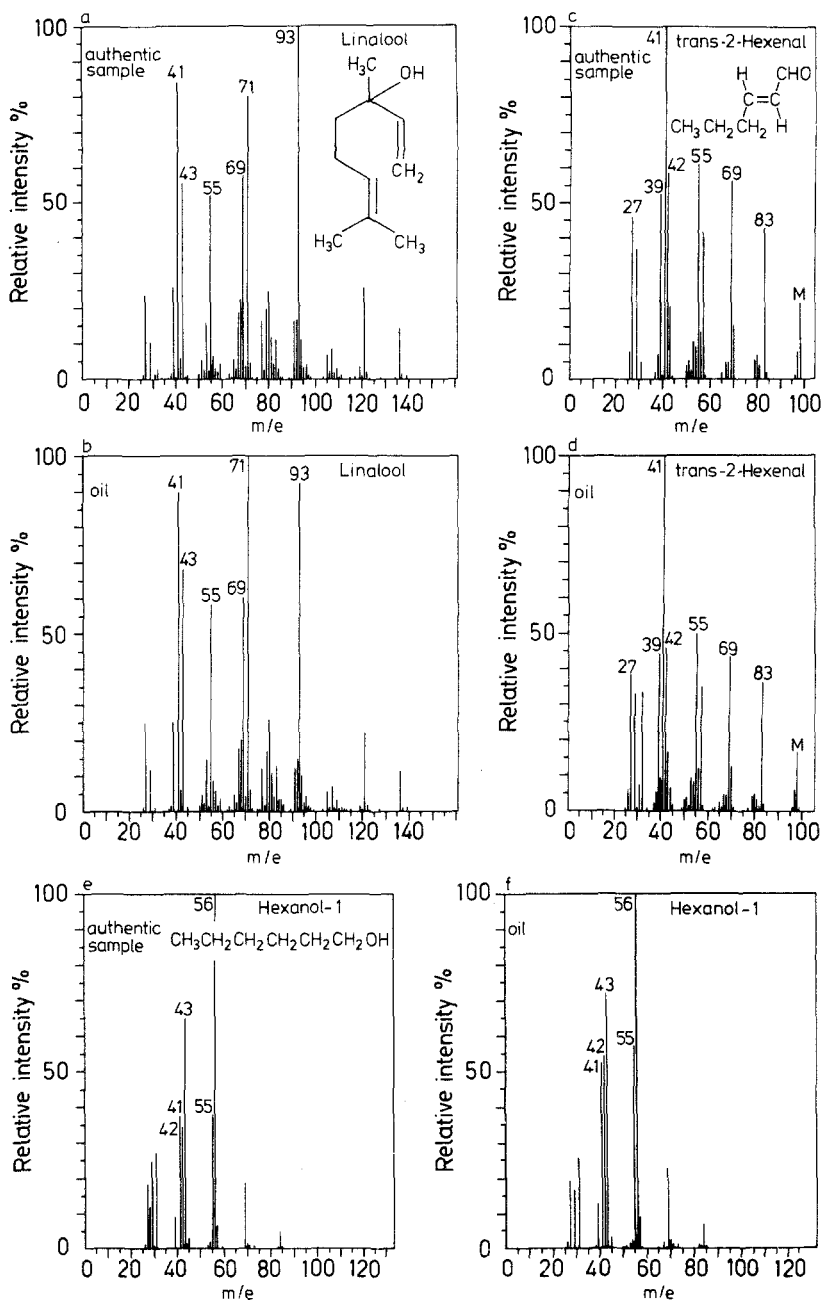 a
authentic
sample
Linalool
H₃C
OH
CH₂
H₃C
CH₃
93
41
71
43
55
69
Relative intensity %
100
50
0
0 20 40 60 80 100 120 140
m/e
c
authentic
sample
41
trans-2-Hexenal
H
CHO
C=C
CH₃CH₂CH₂
H
27
39
42
55
69
83
M
Relative intensity %
100
50
0
0 20 40 60 80 100
m/e
b
oil
Linalool
41
71
93
43
55
69
Relative intensity %
100
50
0
0 20 40 60 80 100 120 140
m/e
d
oil
41
trans-2-Hexenal
27
39
42
55
69
83
M
Relative intensity %
100
50
0
0 20 40 60 80 100
m/e
e
56
Hexanol-1
authentic
sample
CH₃CH₂CH₂CH₂CH₂CH₂OH
43
41
42
55
Relative intensity %
100
50
0
0 20 40 60 80 100 120
m/e
f
56
Hexanol-1
oil
43
42
41
55
Relative intensity %
100
50
0
0 20 40 60 80 100 120
m/e